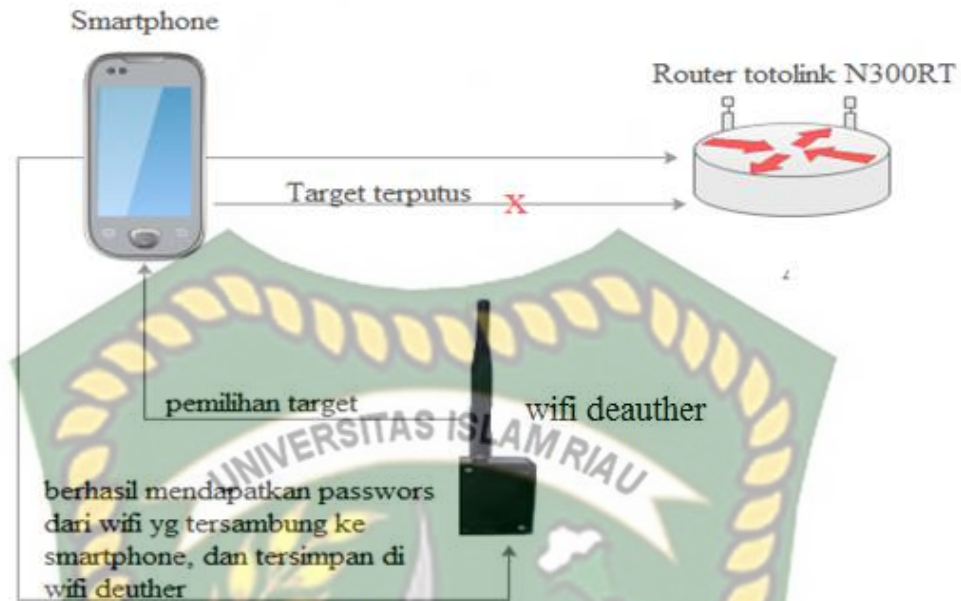 Smartphone
Router totolink N300RT
Target terputus X
pemilihan target
wifi deauther
UNIVERSITAS ISLAM RIAU
berhasil mendapatkan passwors
dari wifi yg tersambung ke
smartphone, dan tersimpan di
wifi deuther